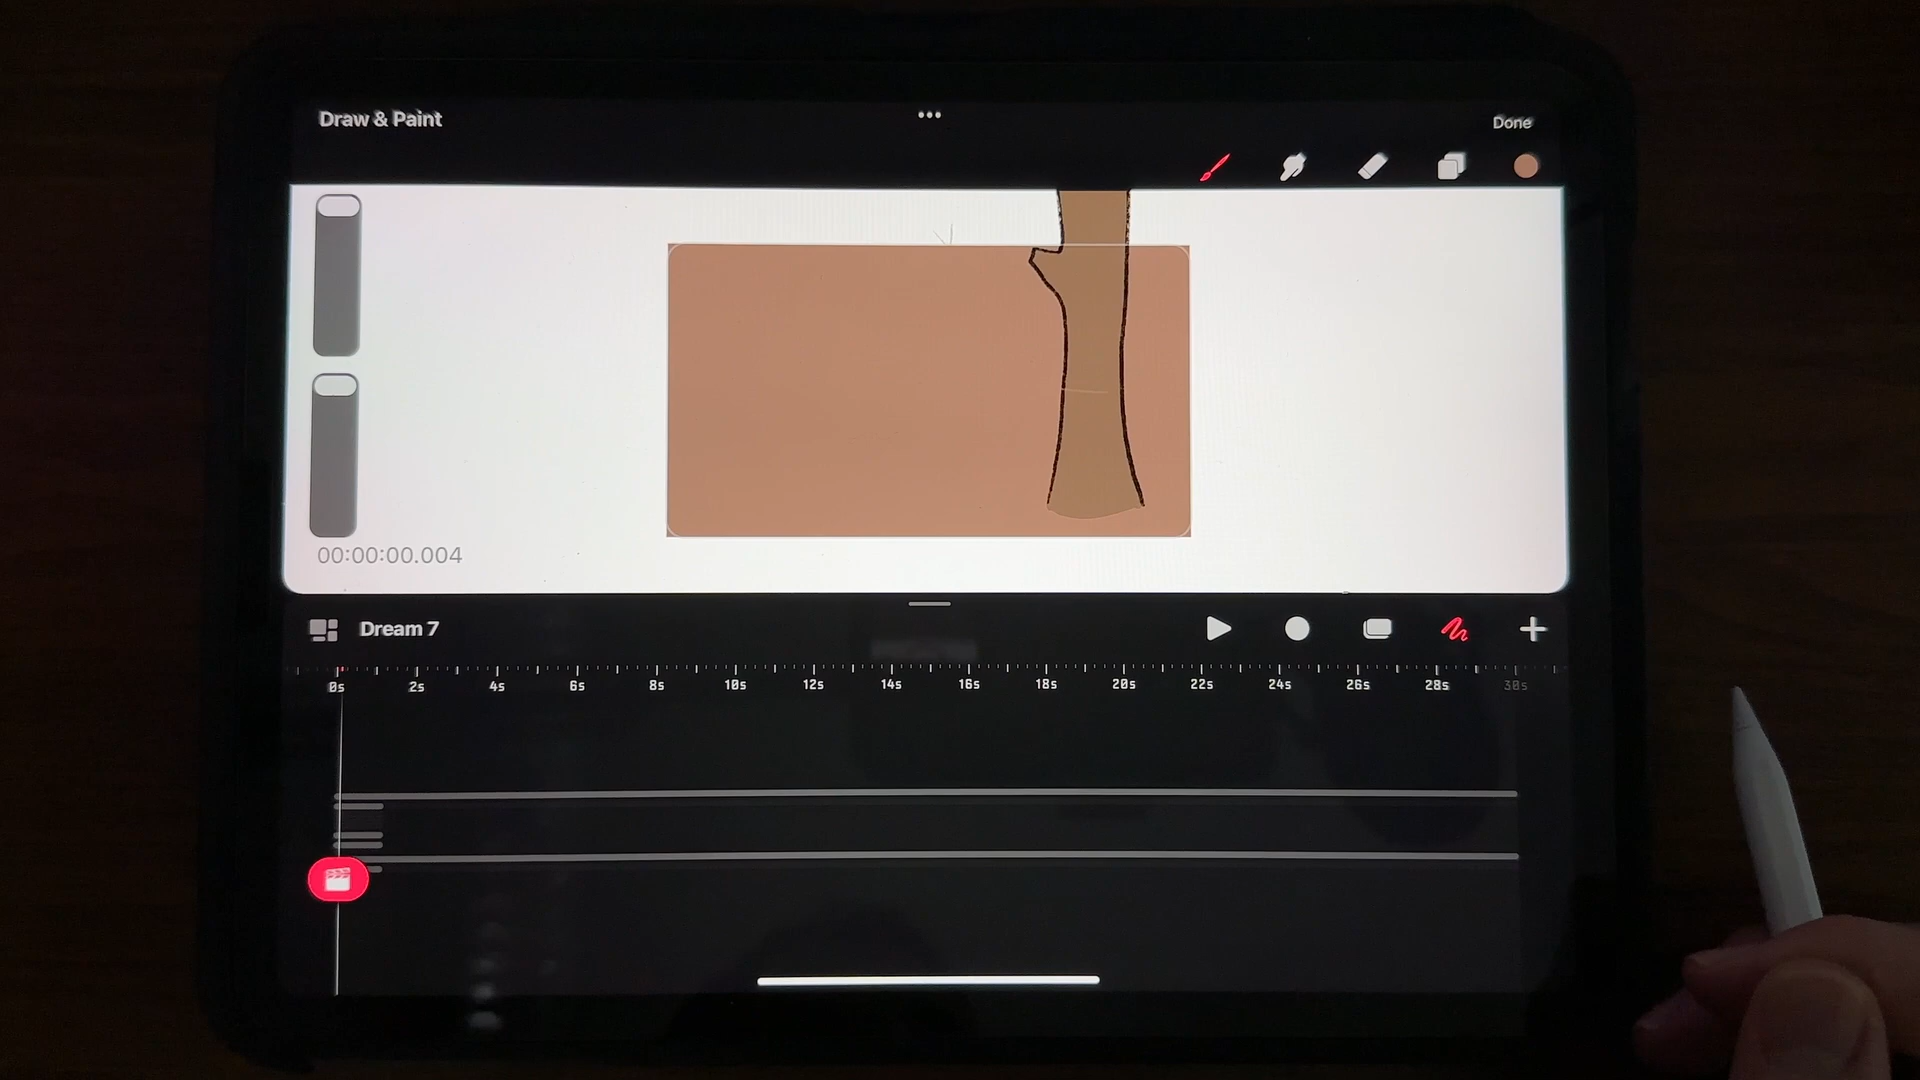 Draw & Paint
Done
00:00:00.004
Dream 7
0s 2s 4s 6s 8s 10s 12s 14s 16s 18s 20s 22s 24s 26s 28s 30s